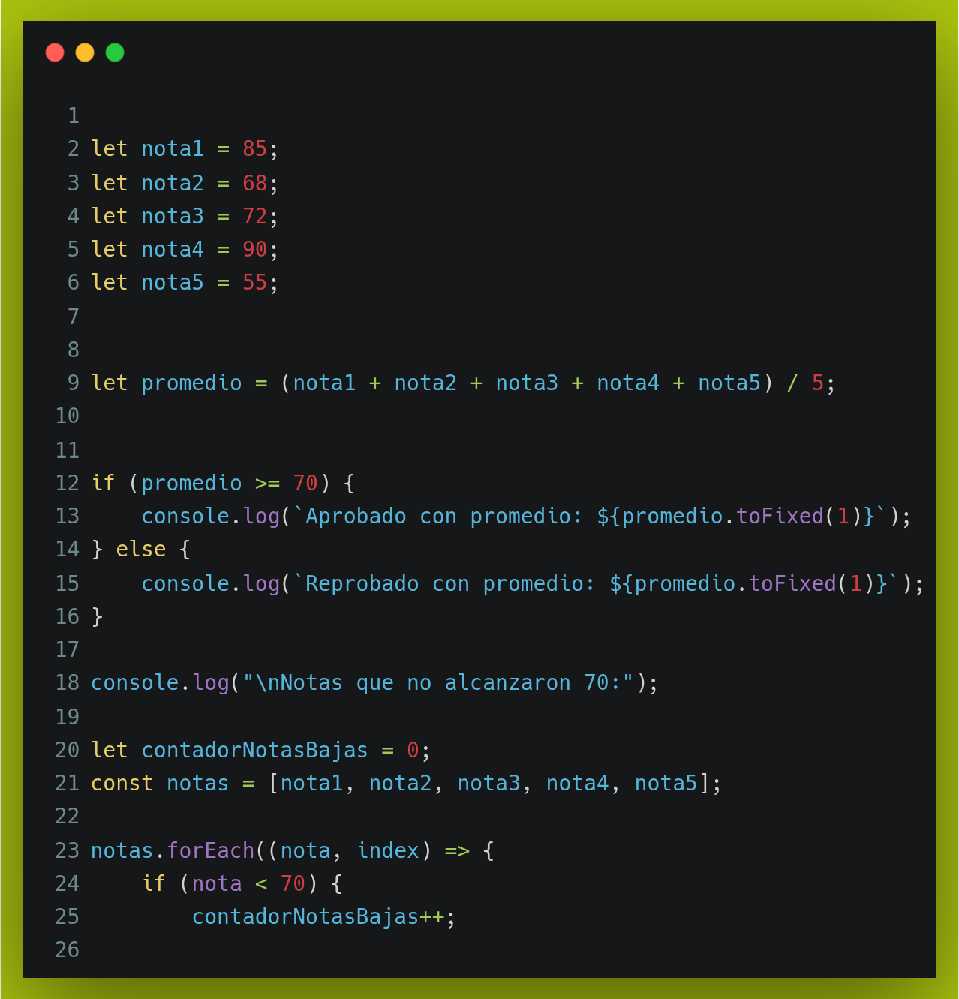 1
2 let nota1 = 85;
3 let nota2 = 68;
4 let nota3 = 72;
5 let nota4 = 90;
6 let nota5 = 55;
7
8
9 let promedio = (nota1 + nota2 + nota3 + nota4 + nota5) / 5;
10
11
12 if (promedio >= 70) {
13     console.log(`Aprobado con promedio: ${promedio.toFixed(1)}`);
14 } else {
15     console.log(`Reprobado con promedio: ${promedio.toFixed(1)}`);
16 }
17
18 console.log("\nNotas que no alcanzaron 70:");
19
20 let contadorNotasBajas = 0;
21 const notas = [nota1, nota2, nota3, nota4, nota5];
22
23 notas.forEach((nota, index) => {
24     if (nota < 70) {
25         contadorNotasBajas++;
26